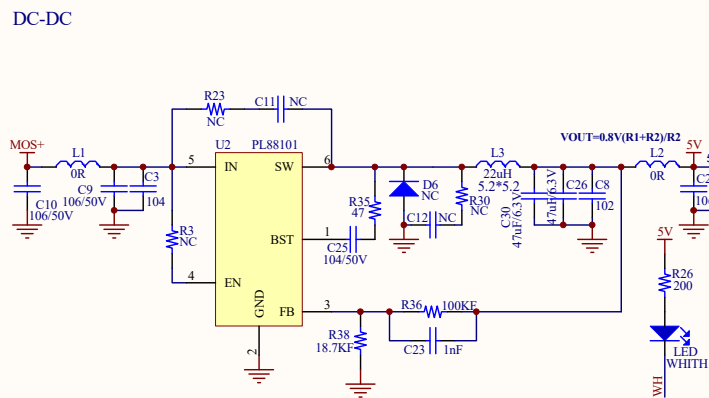 DC-DC
R23
NC
C11
NC
MOS+
L1
0R
U2
PL88101
5
IN
SW
6
L3
22uH
5.2*5.2
VOUT=0.8V(R1+R2)/R2
L2
0R
5V
C10
106/50V
C9
106/50V
C3
104
R3
NC
R35
47
D6
NC
C12
NC
R30
NC
C30
47uF/6.3V
47uF/6.3V
C26
C8
102
BST
1
C25
104/50V
4
EN
GND
2
FB
3
R36
100KF
C23
1nF
R38
18.7KF
5V
R26
200
LED
WHITH
WH